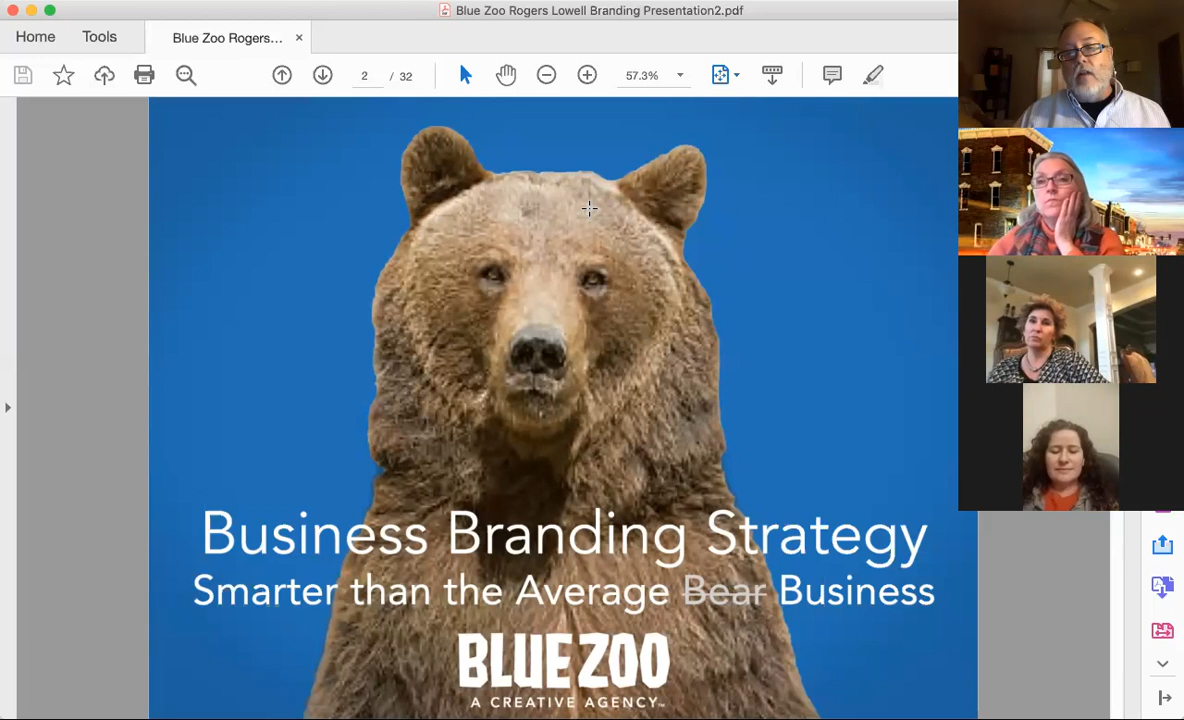 Blue Zoo Rogers Lowell Branding Presentation2.pdf
Home Tools Blue Zoo Rogers... ×
2 / 32 57.3%
Business Branding Strategy
Smarter than the Average Bear Business
BLUE ZOO
A CREATIVE AGENCY™